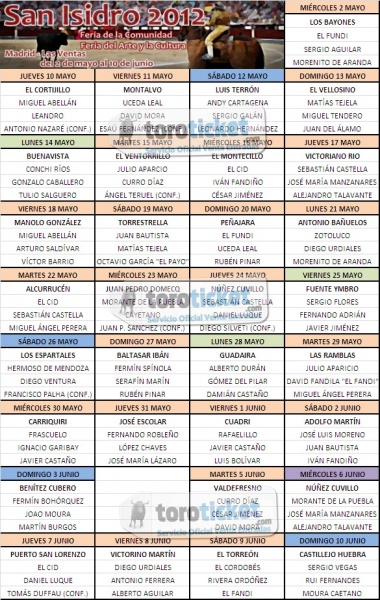 San Isidro 2012
Feria de la Comunidad
Feria del Arte y la Cultura
Madrid - Las Ventas
de 2 de mayo al 10 de junio
MIÉRCOLES 2 MAYO
LOS BAYONES
EL FUNDI
SERGIO AGUILAR
MORENITO DE ARANDA
JUEVES 10 MAYO VIERNES 11 MAYO SÁBADO 12 MAYO DOMINGO 13 MAYO
EL CORTIJILLO MONTALVO LUIS TERRÓN EL VELLOSINO
MIGUEL ABELLÁN UCEDA LEAL ANDY CARTAGENA MATÍAS TEJELA
LEANDRO DAVID MORA SERGIO GALÁN MIGUEL TENDERO
ANTONIO NAZARÉ (CONF.) ESAÚ FERNÁNDEZ (CONF.) LEONARDO HERNÁNDEZ JUAN DEL ÁLAMO
LUNES 14 MAYO MARTES 15 MAYO MIÉRCOLES 16 MAYO JUEVES 17 MAYO
BUENAVISTA EL VENTORRILLO EL MONTECILLO VICTORIANO RIO
CONCHI RÍOS JULIO APARICIO EL CID SEBASTIÁN CASTELLA
GONZALO CABALLERO CURRO DÍAZ IVÁN FANDIÑO JOSÉ MARÍA MANZANARES
TULIO SALGUERO ÁNGEL TERUEL (CONF.) CÉSAR JIMÉNEZ ALEJANDRO TALAVANTE
VIERNES 18 MAYO SÁBADO 19 MAYO DOMINGO 20 MAYO LUNES 21 MAYO
MANOLO GONZÁLEZ TORRESTRELLA PEÑAJARA ANTONIO BAÑUELOS
MIGUEL ABELLÁN JUAN BAUTISTA EL FUNDI ZOTOLUCO
ARTURO SALDÍVAR MATÍAS TEJELA UCEDA LEAL DIEGO URDIALES
VÍCTOR BARRIO OCTAVIO GARCÍA "EL PAYO" RUBÉN PINAR MORENITO DE ARANDA
MARTES 22 MAYO MIÉRCOLES 23 MAYO JUEVES 24 MAYO VIERNES 25 MAYO
ALCURRUCÉN JUAN PEDRO DOMECQ NÚÑEZ CUVILLO FUENTE YMBRO
EL CID MORANTE DE LA PUEBLA SEBASTIÁN CASTELLA SERGIO FLORES
SEBASTIÁN CASTELLA CAYETANO DANIEL LUQUE FERNANDO ADRIÁN
MIGUEL ÁNGEL PERERA JUAN P. SÁNCHEZ (CONF.) DIEGO SILVETI (CONF.) JAVIER JIMÉNEZ
SÁBADO 26 MAYO DOMINGO 27 MAYO LUNES 28 MAYO MARTES 29 MAYO
LOS ESPARTALES BALTASAR IBÁN GUADAIRA LAS RAMBLAS
HERMOSO DE MENDOZA FERMÍN SPÍNOLA ALBERTO DURÁN JULIO APARICIO
DIEGO VENTURA SERAFÍN MARÍN GÓMEZ DEL PILAR DAVID FANDILA "EL FANDI"
FRANCISCO PALHA (CONF.) RUBÉN PINAR DAMIÁN CASTAÑO MIGUEL ÁNGEL PERERA
MIÉRCOLES 30 MAYO JUEVES 31 MAYO VIERNES 1 JUNIO SÁBADO 2 JUNIO
CARRIQUIRI JOSÉ ESCOLAR CUADRI ADOLFO MARTÍN
FRASCUELO FERNANDO ROBLEÑO RAFAELILLO JOSÉ LUIS MORENO
IGNACIO GARIBAY LÓPEZ CHAVES JAVIER CASTAÑO JUAN BAUTISTA
JAVIER CASTAÑO JOSÉ MARÍA LÁZARO LUIS BOLÍVAR IVÁN FANDIÑO
DOMINGO 3 JUNIO MARTES 5 JUNIO MIÉRCOLES 6 JUNIO
BENÍTEZ CUBERO VALDEFRESNO NÚÑEZ CUVILLO
FERMÍN BOHÓRQUEZ CURRO DÍAZ MORANTE DE LA PUEBLA
JOAO MOURA CÉSAR JIMÉNEZ JOSÉ MARÍA MANZANARES
MARTÍN BURGOS DAVID MORA ALEJANDRO TALAVANTE
JUEVES 7 JUNIO VIERNES 8 JUNIO SÁBADO 9 JUNIO DOMINGO 10 JUNIO
PUERTO SAN LORENZO VICTORINO MARTÍN EL TORREÓN CASTILLEJO HUEBRA
EL CID DIEGO URDIALES EL CORDOBÉS SERGIO VEGAS
DANIEL LUQUE ANTONIO FERRERA RIVERA ORDÓÑEZ RUI FERNANDES
TOMÁS DUFFAU (CONF.) ALBERTO AGUILAR EL FANDI MOURA CAETANO
toroticket.com
Servicio Oficial Ventas Toros